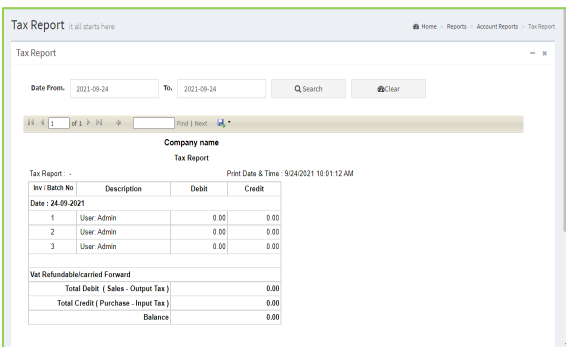 Tax Report it all starts here Home > Reports > Account Reports > Tax Report
Tax Report
Date From. 2021-09-24 To. 2021-09-24 Search Clear
1 of 1 Find | Next
Company name
Tax Report
Tax Report : - Print Date & Time : 9/24/2021 10:01:12 AM
Inv / Batch No Description Debit Credit
Date : 24-09-2021
1 User: Admin 0.00 0.00
2 User: Admin 0.00 0.00
3 User: Admin 0.00 0.00
Vat Refundable/carried Forward
Total Debit ( Sales - Output Tax ) 0.00
Total Credit ( Purchase - Input Tax ) 0.00
Balance 0.00